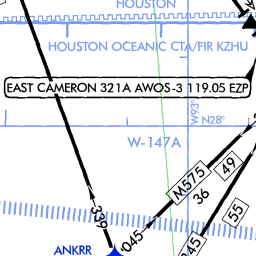 HOUSTON
HOUSTON OCEANIC CTA/FIR KZHU
EAST CAMERON 321A AWOS-3 119.05 EZP
W93°
N28°
W-147A
M575
49
36
55
339
045
045
ANKRR